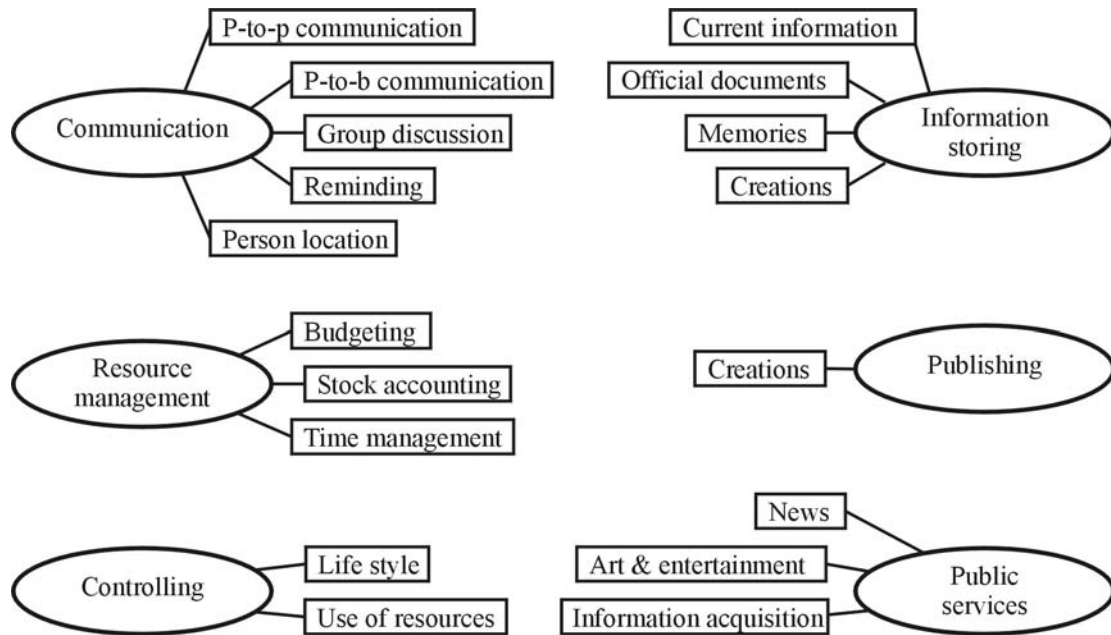 P-to-p communication
P-to-b communication
Communication
Group discussion
Reminding
Person location
Current information
Official documents
Memories
Information
storing
Creations
Budgeting
Resource
management
Stock accounting
Time management
Creations
Publishing
Life style
Controlling
Use of resources
News
Art & entertainment
Public
services
Information acquisition